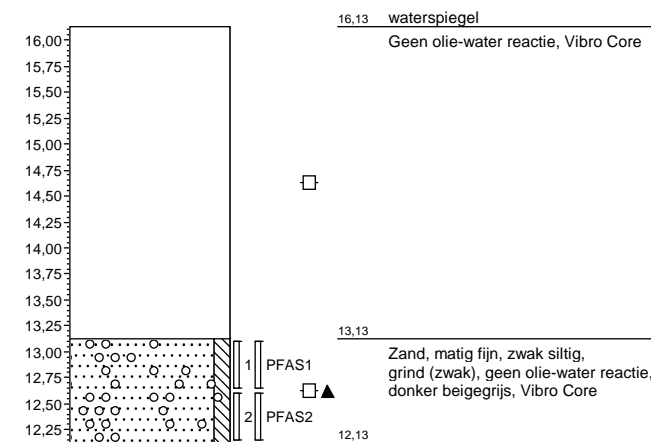 16,13 waterspiegel
Geen olie-water reactie, Vibro Core
16,00
15,75
15,50
15,25
15,00
14,75
14,50
14,25
14,00
13,75
13,50
13,25
13,13
13,00
Zand, matig fijn, zwak siltig,
1 PFAS1
grind (zwak), geen olie-water reactie,
12,75
donker beigegrijs, Vibro Core
12,50
2 PFAS2
12,25
12,13